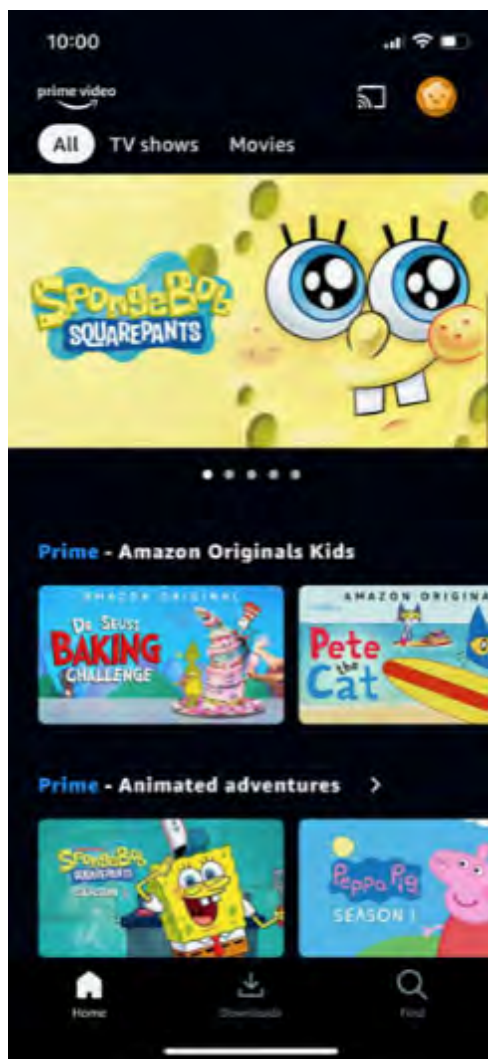 10:00
prime video
All TV shows Movies
SpongeBob
SQUAREPANTS
Prime - Amazon Originals Kids
AMAZON ORIGINAL
Dr. Seuss
BAKING
CHALLENGE
AMAZON ORIGINA
Pete
the
Cat
Prime - Animated adventures >
SpongeBob
SQUAREPANTS
SEASON
Peppa Pig
SEASON 1
Home Downloads Find